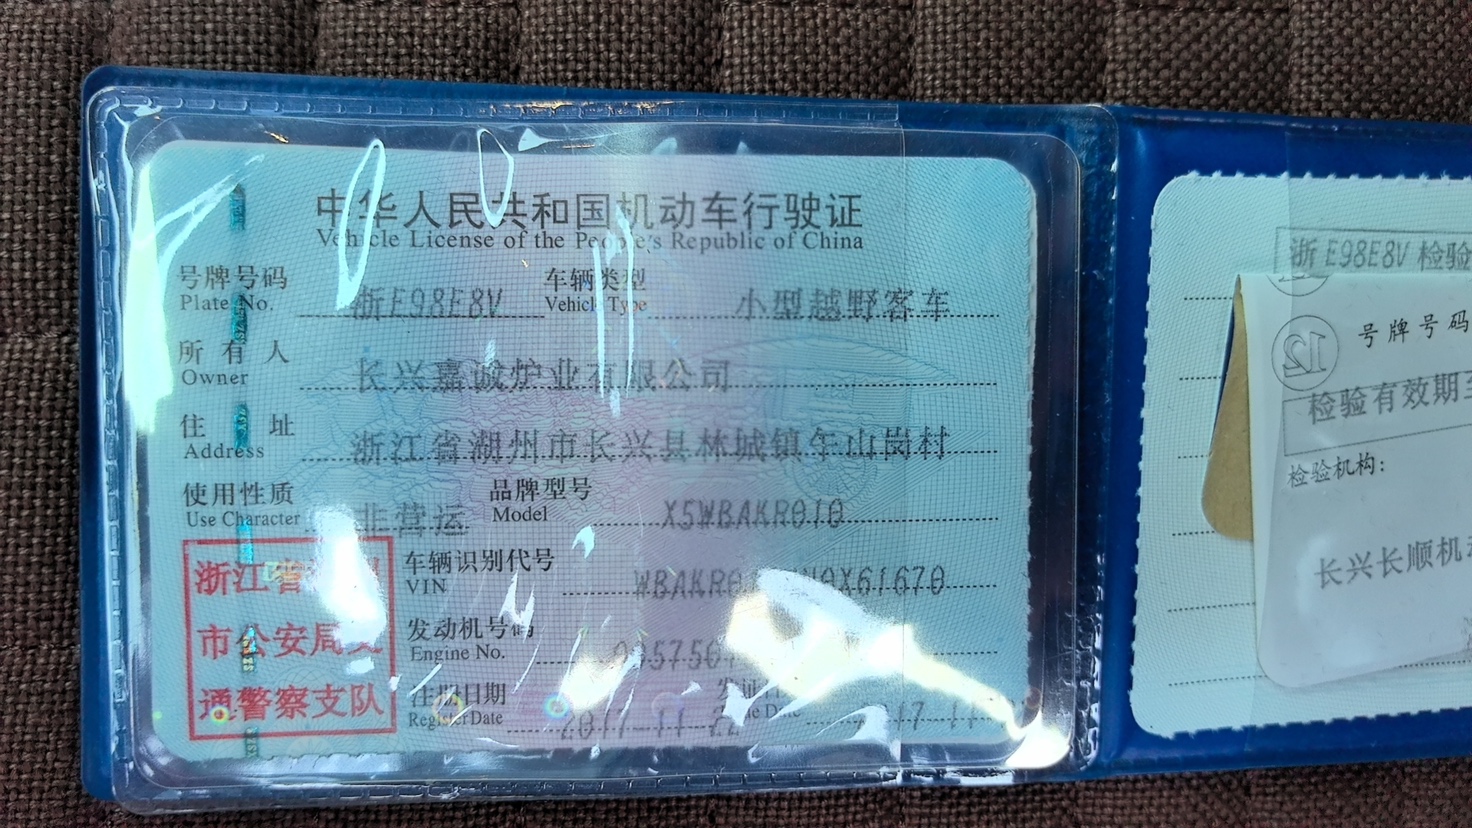 中华人民共和国机动车行驶证
Vehicle License of the People's Republic of China
号牌号码 浙E98E8V 车辆类型 小型越野客车
Plate No. Vehicle Type
所有人 长兴嘉诚炉业有限公司
Owner
住址 浙江省湖州市长兴县林城镇午山岗村
Address
使用性质 非营运 品牌型号 X5WBAKR010
Use Character Model
浙江省
市公安局交
通警察支队
车辆识别代号
VIN
发动机号码
Engine No.
注册日期 2017-11-22
Register Date
浙E98E8V 检验
12
号牌号码
检验有效期至
检验机构:
长兴长顺机动